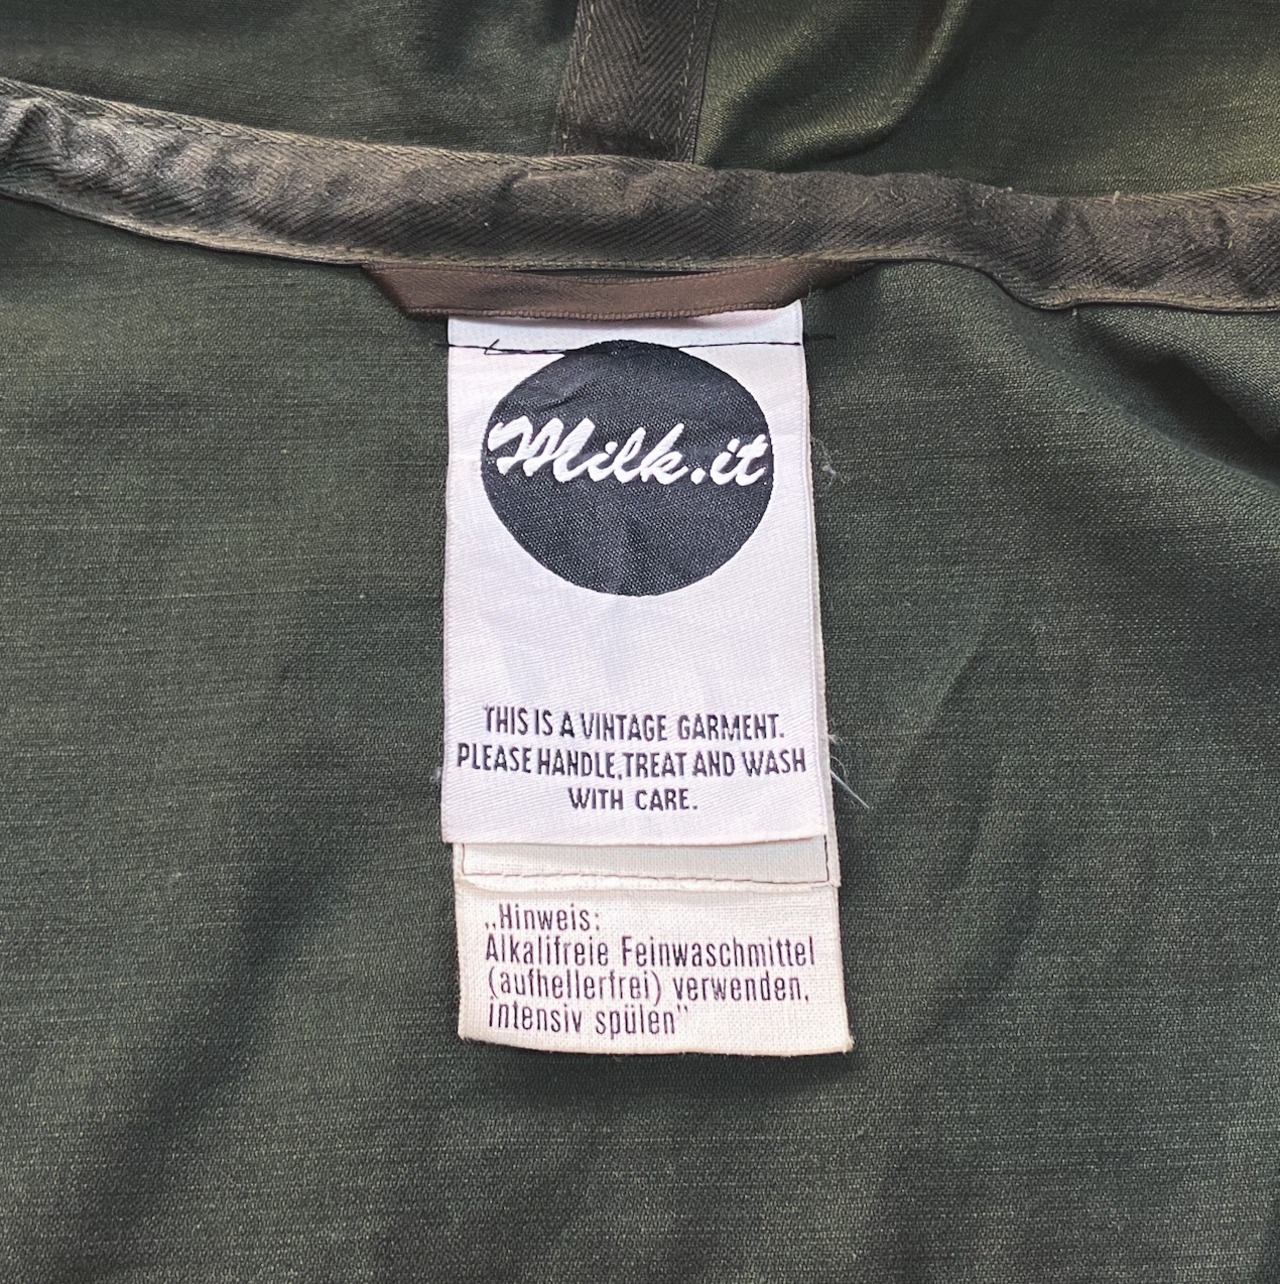 Milk.it
THIS IS A VINTAGE GARMENT.
PLEASE HANDLE, TREAT AND WASH
WITH CARE.
„Hinweis:
Alkalifreie Feinwaschmittel
(aufhellerfrei) verwenden,
intensiv spülen”